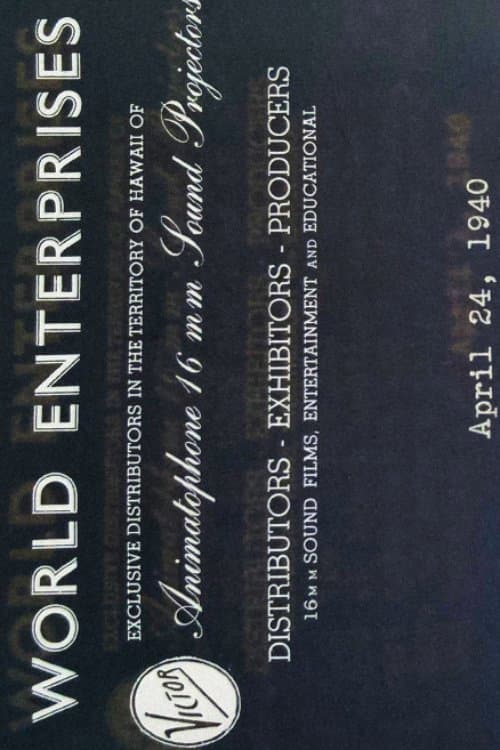 WORLD ENTERPRISES
EXCLUSIVE DISTRIBUTORS IN THE TERRITORY OF HAWAII OF
Animatophone 16 mm Sound Projectors
VICTOR
DISTRIBUTORS - EXHIBITORS - PRODUCERS
16MM SOUND FILMS, ENTERTAINMENT AND EDUCATIONAL
April 24, 1940